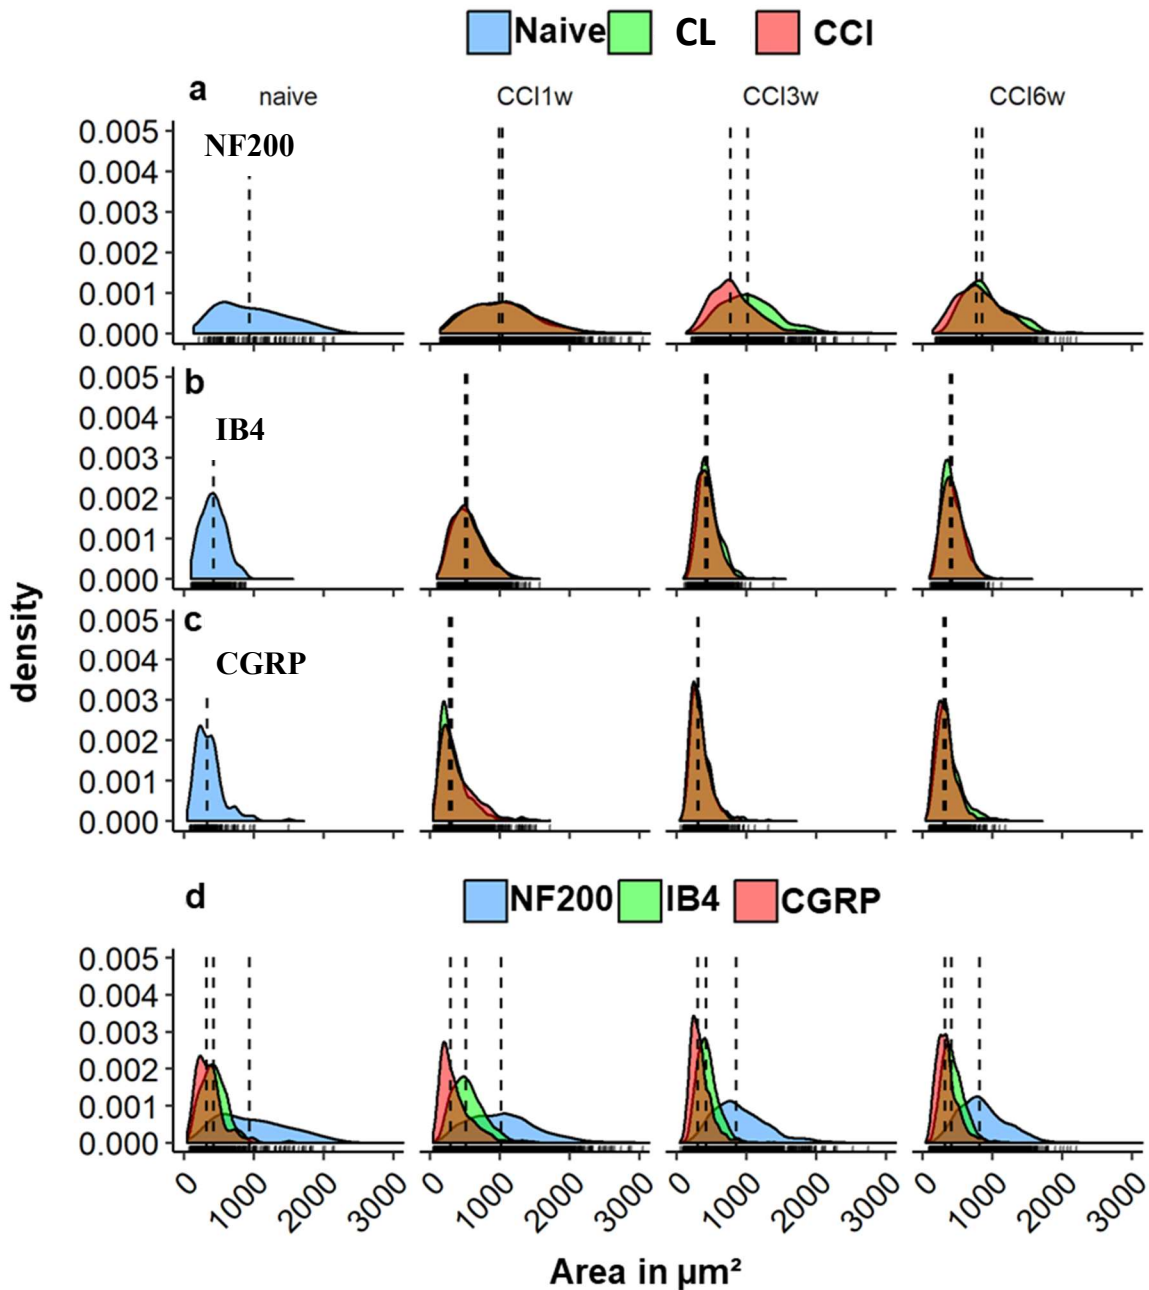 Naive CL CCI
a
naive CCI1w CCI3w CCI6w
NF200
0.005
0.004
0.003
0.002
0.001
0.000
b
IB4
0.005
0.004
0.003
0.002
0.001
0.000
c
CGRP
0.005
0.004
0.003
0.002
0.001
0.000
density
d
NF200 IB4 CGRP
0.005
0.004
0.003
0.002
0.001
0.000
0 1000 2000 3000 0 1000 2000 3000 0 1000 2000 3000 0 1000 2000 3000
Area in µm²